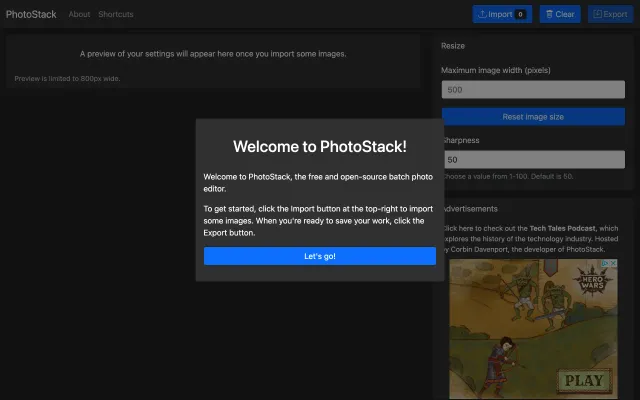 PhotoStack About Shortcuts Import 0 Clear Export
A preview of your settings will appear here once you import some images.
Preview is limited to 800px wide.
Welcome to PhotoStack!
Welcome to PhotoStack, the free and open-source batch photo
editor.
To get started, click the Import button at the top-right to import
some images. When you're ready to save your work, click the
Export button.
Let's go!
Resize
Maximum image width (pixels)
500
Reset image size
Sharpness
50
Choose a value from 1-100. Default is 50.
Advertisements
Click here to check out the Tech Tales Podcast, which
explores the history of the technology industry. Hosted
by Corbin Davenport, the developer of PhotoStack.
HERO
WARS
PLAY